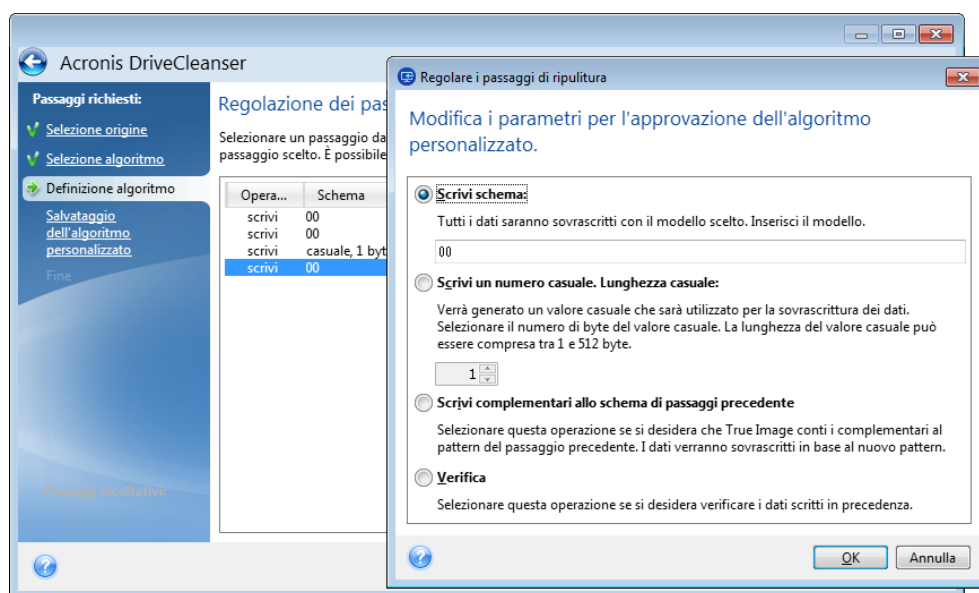 Acronis DriveCleanser
Passaggi richiesti:
Selezione origine
Selezione algoritmo
Definizione algoritmo
Salvataggio
dell'algoritmo
personalizzato
Fine
Passaggi facoltativi:
Regolazione dei pas
Selezionare un passaggio da
passaggio scelto. È possibile
Opera... Schema
scrivi 00
scrivi 00
scrivi casuale, 1 byt
scrivi 00
Regolare i passaggi di ripulitura
Modifica i parametri per l'approvazione dell'algoritmo
personalizzato.
Scrivi schema:
Tutti i dati saranno sovrascritti con il modello scelto. Inserisci il modello.
00
Scrivi un numero casuale. Lunghezza casuale:
Verrà generato un valore casuale che sarà utilizzato per la sovrascrittura dei dati.
Selezionare il numero di byte del valore casuale. La lunghezza del valore casuale può
essere compresa tra 1 e 512 byte.
1
Scrivi complementari allo schema di passaggi precedente
Selezionare questa operazione se si desidera che True Image conti i complementari al
pattern del passaggio precedente. I dati verranno sovrascritti in base al nuovo pattern.
Verifica
Selezionare questa operazione se si desidera verificare i dati scritti in precedenza.
OK Annulla